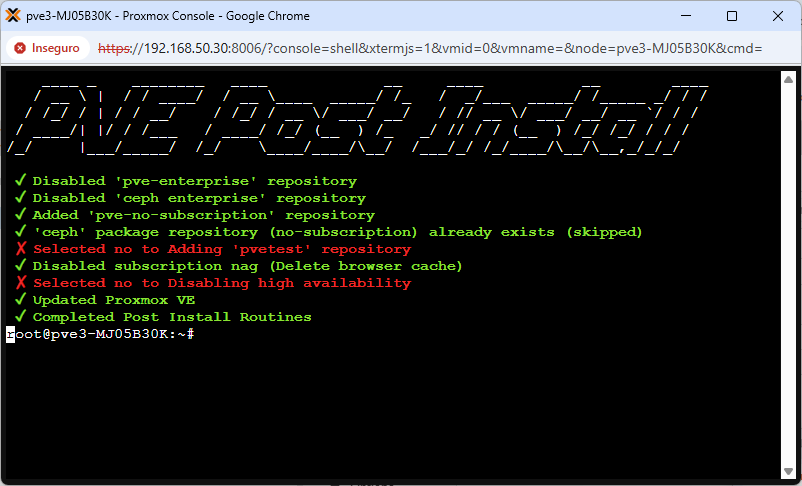 pve3-MJ05B30K - Proxmox Console - Google Chrome
Inseguro https://192.168.50.30:8006/?console=shell&xtermjs=1&vmid=0&vmname=&node=pve3-MJ05B30K&cmd=
PVE Post Install
✓ Disabled 'pve-enterprise' repository
✓ Disabled 'ceph enterprise' repository
✓ Added 'pve-no-subscription' repository
✓ 'ceph' package repository (no-subscription) already exists (skipped)
✗ Selected no to Adding 'pvetest' repository
✓ Disabled subscription nag (Delete browser cache)
✗ Selected no to Disabling high availability
✓ Updated Proxmox VE
✓ Completed Post Install Routines
root@pve3-MJ05B30K:~#